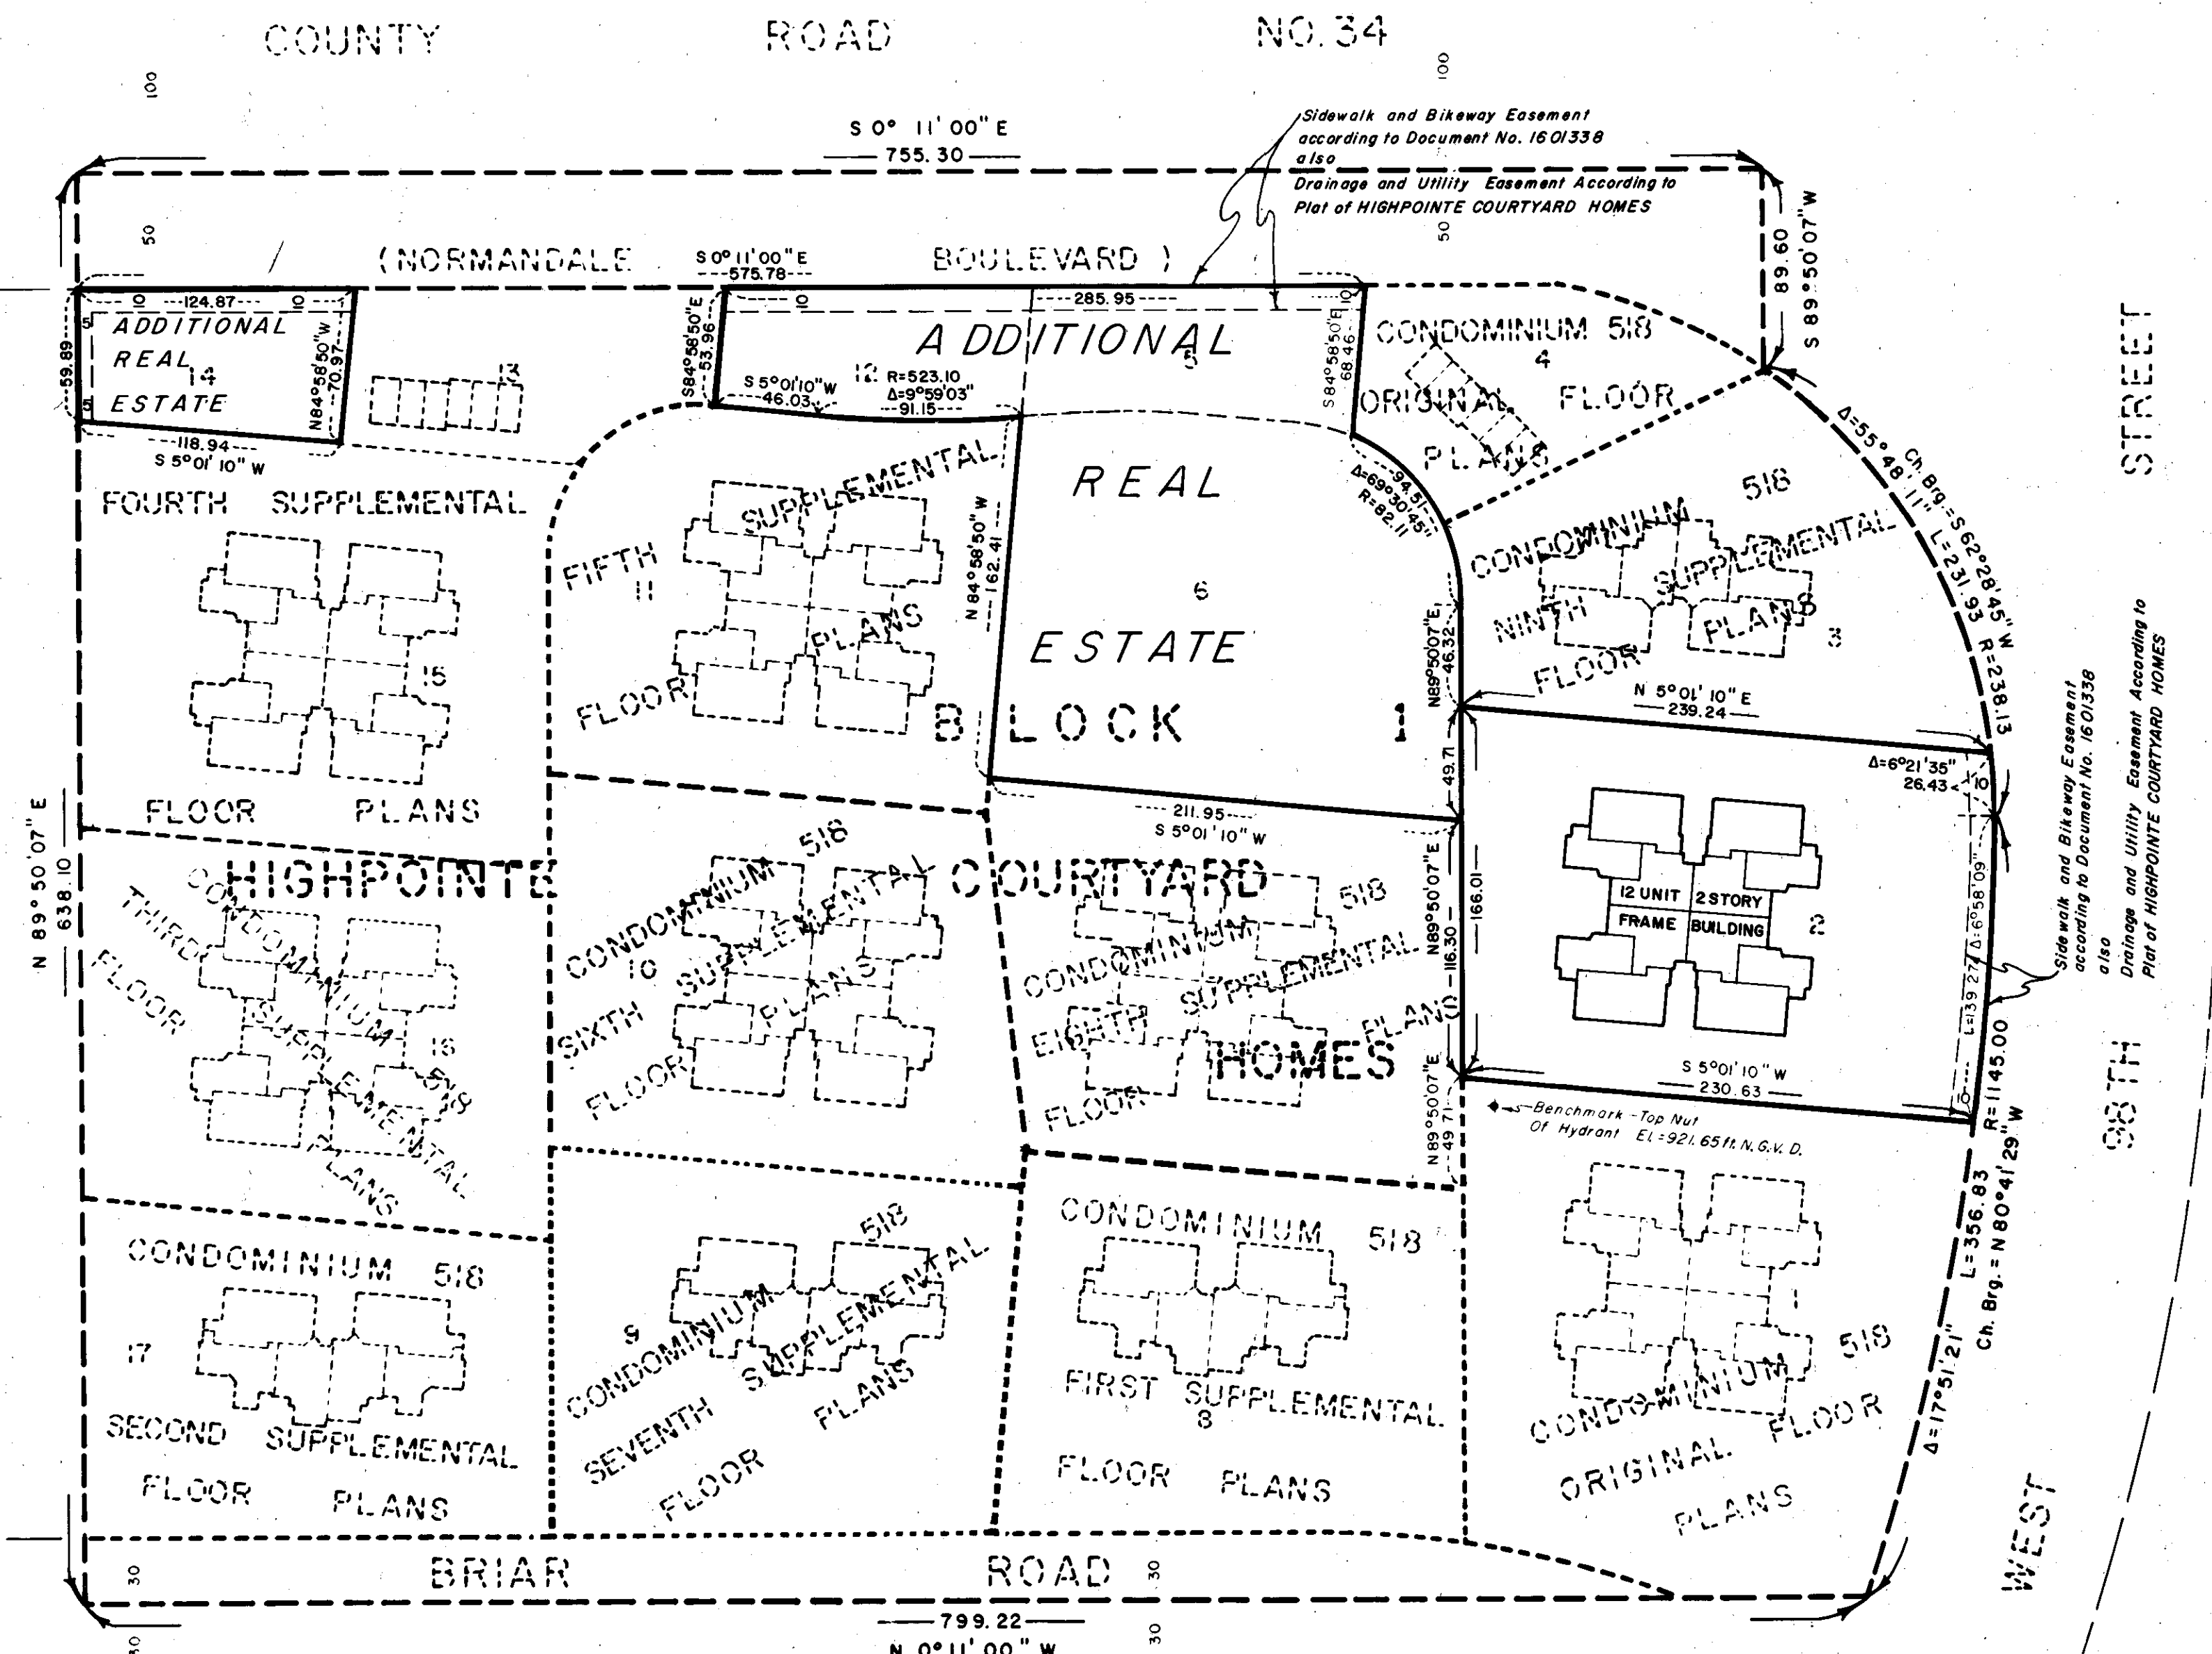 COUNTY ROAD NO. 34
100
100
S 0° 11' 00" E
755.30
Sidewalk and Bikeway Easement
according to Document No. 1601338
also
Drainage and Utility Easement According to
Plat of HIGHPOINTE COURTYARD HOMES
50
50
89.60
S 89° 50' 07" W
(NORMANDALE BOULEVARD)
S 0° 11' 00" E
575.78
10 124.87 10
59.89
5
5
ADDITIONAL
REAL
14
ESTATE
N 84° 58' 50" W
70.97
118.94
S 5° 01' 10" W
13
S 84° 58' 50" E
53.96
10
285.95
10
ADDITIONAL
5
12
S 5° 01' 10" W
46.03
R=523.10
Δ=9° 59' 03"
91.15
S 84° 58' 50" E
68.46
REAL
6
ESTATE
CONDOMINIUM 518
4
ORIGINAL FLOOR
PLANS
94.51
Δ=69° 30' 45"
R=82.11
Δ=55° 48' 11" L=231.93 R=238.13
Ch. Brg.= S 62° 28' 45" W
STREET
FOURTH SUPPLEMENTAL
15
FLOOR PLANS
FIFTH SUPPLEMENTAL
11
FLOOR PLANS
N 84° 58' 50" W
162.41
CONDOMINIUM 518
NINTH SUPPLEMENTAL
FLOOR PLANS
3
N 89° 50' 07" E
46.32
N 5° 01' 10" E
239.24
BLOCK 1
49.71
211.95
S 5° 01' 10" W
Δ=6° 21' 35"
26.43
10
Sidewalk and Bikeway Easement
according to Document No. 1601338
also
Drainage and Utility Easement According to
Plat of HIGHPOINTE COURTYARD HOMES
N 89° 50' 07" E
638.10
HIGHPOINTE COURTYARD
HOMES
CONDOMINIUM 518
THIRD SUPPLEMENTAL
FLOOR PLANS
16
CONDOMINIUM 518
10
SIXTH SUPPLEMENTAL
FLOOR PLANS
CONDOMINIUM 518
EIGHTH SUPPLEMENTAL
FLOOR PLANS
N 89° 50' 07" E
116.30
166.01
12 UNIT 2 STORY
FRAME BUILDING
2
L=139.27 Δ=6° 58' 09"
10
S 5° 01' 10" W
230.63
N 89° 50' 07" E
49.71
Benchmark - Top Nut
Of Hydrant El.=921.65 ft. N.G.V.D.
R=1145.00
L=356.83
Δ=17° 51' 21"
Ch. Brg.= N 80° 41' 29" W
98TH
WEST
CONDOMINIUM 518
17
SECOND SUPPLEMENTAL
FLOOR PLANS
518
9
CONDOMINIUM
SEVENTH SUPPLEMENTAL
FLOOR PLANS
CONDOMINIUM 518
FIRST SUPPLEMENTAL
8
FLOOR PLANS
1
518
CONDOMINIUM
ORIGINAL FLOOR
PLANS
BRIAR ROAD
30
30
799.22
N 0° 11' 00" W
30
30